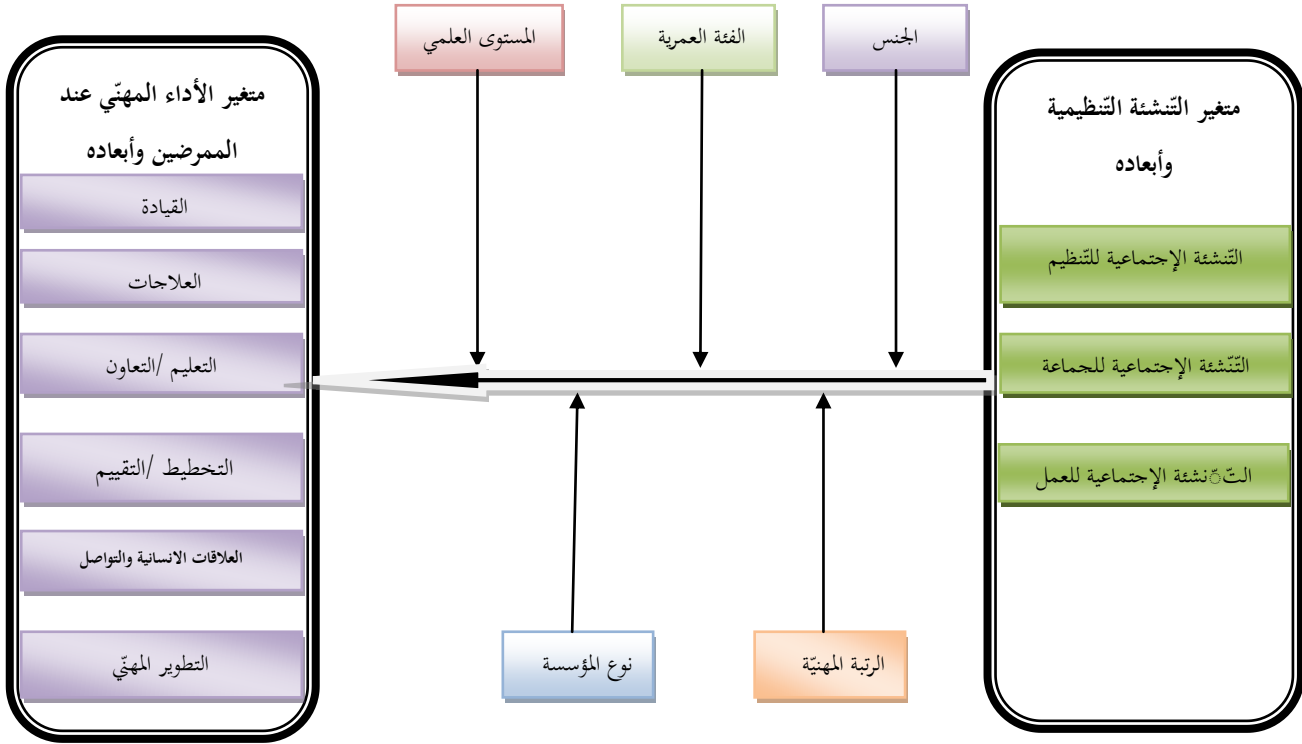 متغير التّنشئة التّنظيمية
وأبعاده
التّنشئة الإجتماعية للتّنظيم
التّنّشئة الإجتماعية للجماعة
التّّنشئة الإجتماعية للعمل
الجنس
الفئة العمرية
المستوى العلمي
الرتبة المهنيّة
نوع المؤسسة
متغير الأداء المهنّي عند
الممرضين وأبعاده
القيادة
العلاجات
التعليم /التعاون
التخطيط /التقييم
العلاقات الانسانية والتواصل
التطوير المهنّي